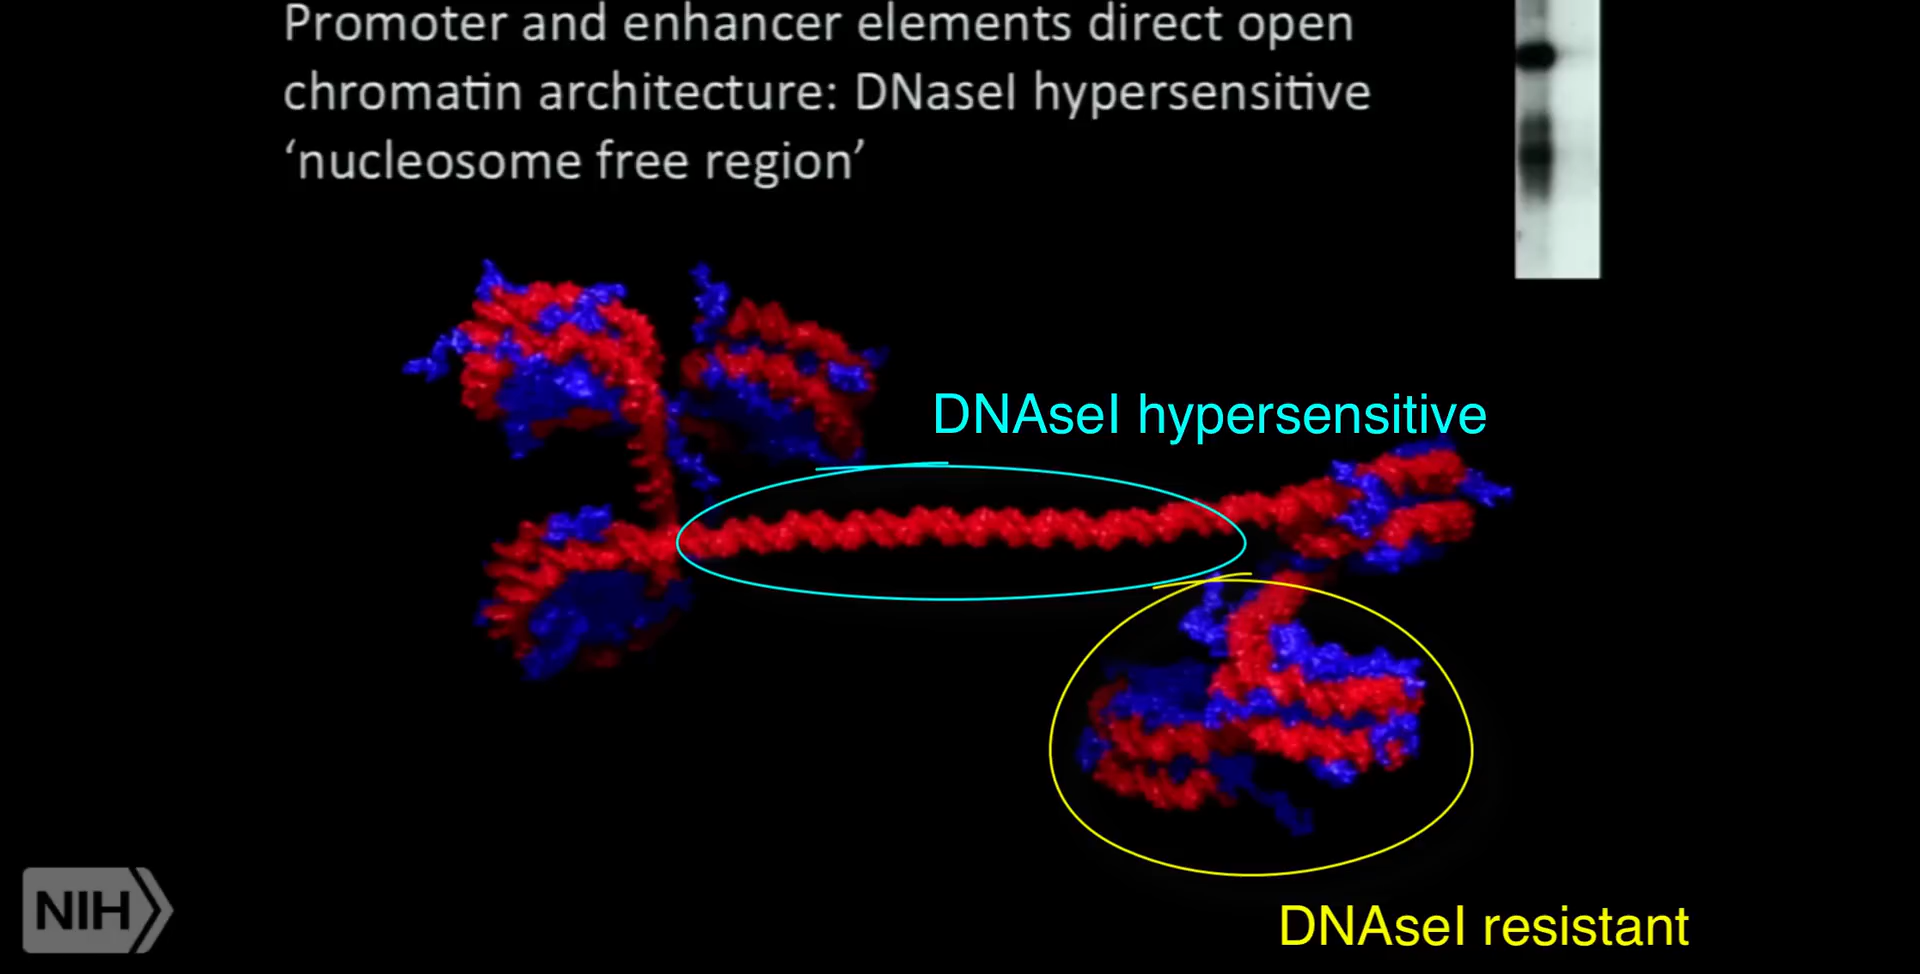 Promoter and enhancer elements direct open
chromatin architecture: DNaseI hypersensitive
‘nucleosome free region’
DNAseI hypersensitive
DNAseI resistant
NIH